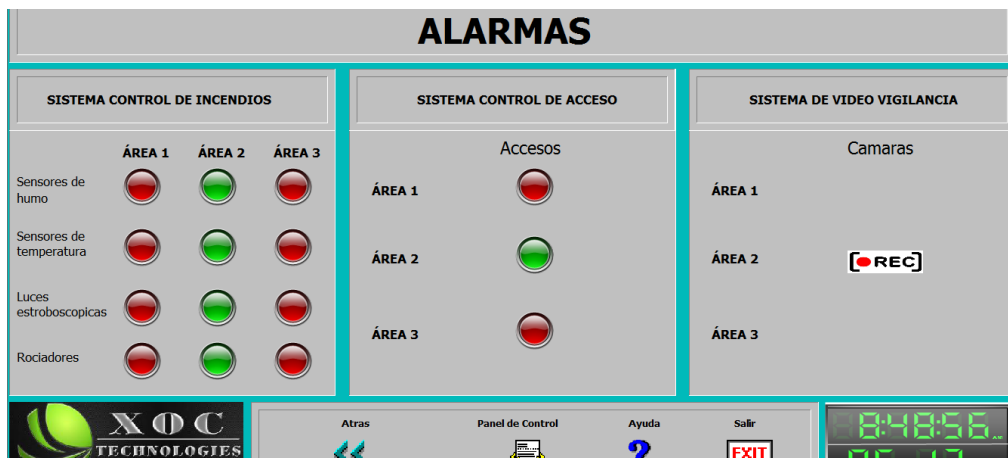 ALARMAS
SISTEMA CONTROL DE INCENDIOS
ÁREA 1 ÁREA 2 ÁREA 3
Sensores de
humo
Sensores de
temperatura
Luces
estroboscopicas
Rociadores
SISTEMA CONTROL DE ACCESO
Accesos
ÁREA 1
ÁREA 2
ÁREA 3
SISTEMA DE VIDEO VIGILANCIA
Camaras
ÁREA 1
ÁREA 2
REC
ÁREA 3
XOC
TECHNOLOGIES
Atras
Panel de Control
Ayuda
?
Salir
EXIT
8:48:56